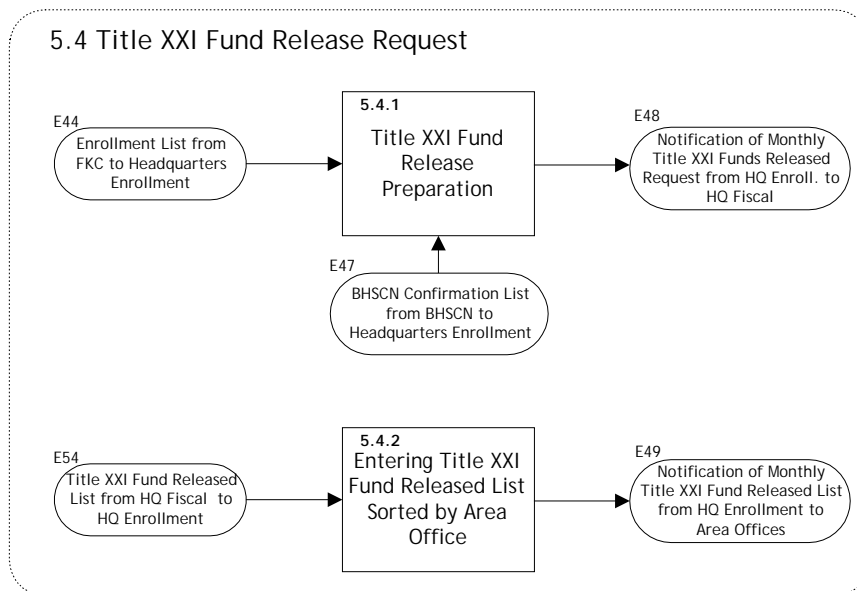 5.4 Title XXI Fund Release Request
E44
Enrollment List from
FKC to Headquarters
Enrollment
5.4.1
Title XXI Fund
Release
Preparation
E48
Notification of Monthly
Title XXI Funds Released
Request from HQ Enroll. to
HQ Fiscal
E47
BHSCN Confirmation List
from BHSCN to
Headquarters Enrollment
E54
Title XXI Fund Released
List from HQ Fiscal to
HQ Enrollment
5.4.2
Entering Title XXI
Fund Released List
Sorted by Area
Office
E49
Notification of Monthly
Title XXI Fund Released List
from HQ Enrollment to
Area Offices